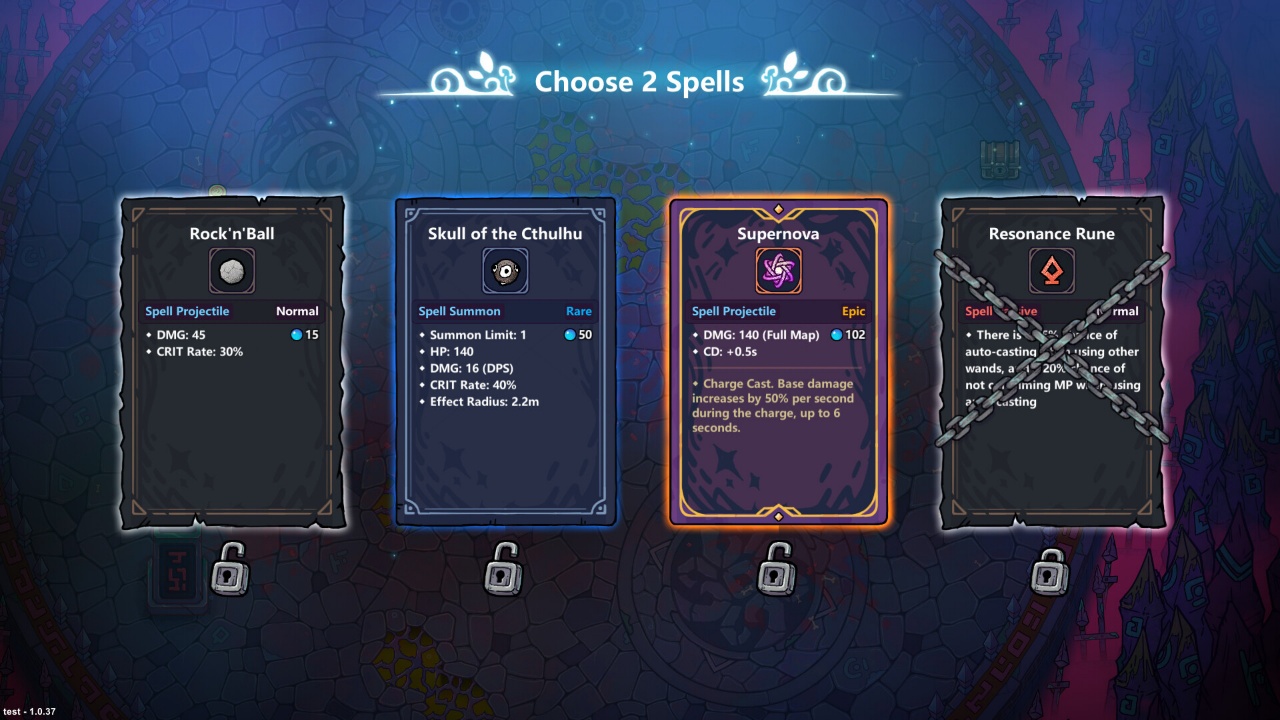 Choose 2 Spells
Rock'n'Ball
Spell Projectile Normal
DMG: 45 15
CRIT Rate: 30%
Skull of the Cthulhu
Spell Summon Rare
Summon Limit: 1 50
HP: 140
DMG: 16 (DPS)
CRIT Rate: 40%
Effect Radius: 2.2m
Supernova
Spell Projectile Epic
DMG: 140 (Full Map) 102
CD: +0.5s
Charge Cast. Base damage
increases by 50% per second
during the charge, up to 6
seconds.
Resonance Rune
Spell
There is of
auto-casting using other
wands, 20% of
not MP using
test - 1.0.37